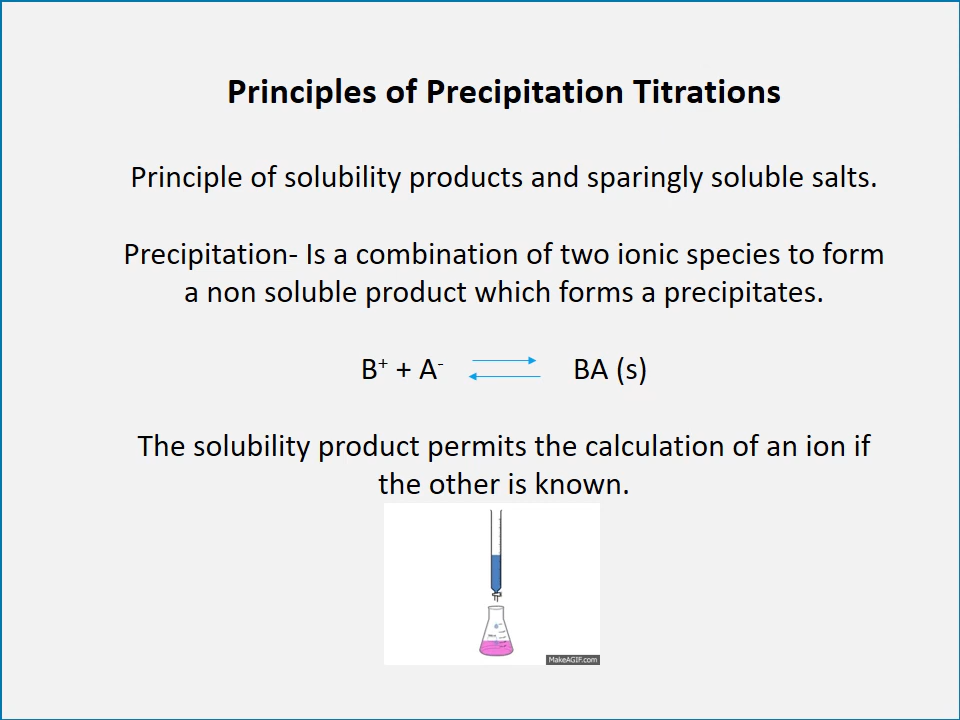 Principles of Precipitation Titrations
Principle of solubility products and sparingly soluble salts.
Precipitation- Is a combination of two ionic species to form
a non soluble product which forms a precipitates.
B⁺ + A⁻ ⇌ BA (s)
The solubility product permits the calculation of an ion if
the other is known.
MakeAGIF.com